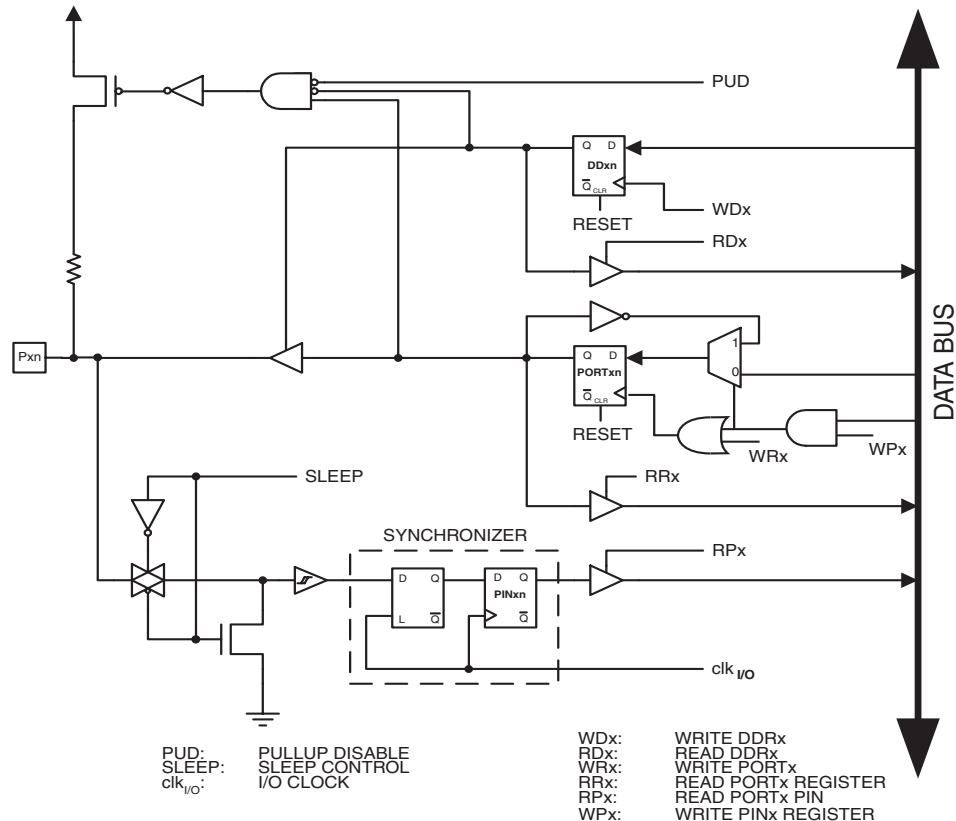 PUD
Q D
DDxn
Q CLR
WDx
RESET
RDx
Pxn
1
Q D
PORTxn
0
Q CLR
RESET
WRx
WPx
DATA BUS
SLEEP
RRx
SYNCHRONIZER
RPx
D Q
L Q
D Q
PINxn
Q
clk I/O
PUD: PULLUP DISABLE
SLEEP: SLEEP CONTROL
clkI/O: I/O CLOCK
WDx: WRITE DDRx
RDx: READ DDRx
WRx: WRITE PORTx
RRx: READ PORTx REGISTER
RPx: READ PORTx PIN
WPx: WRITE PINx REGISTER